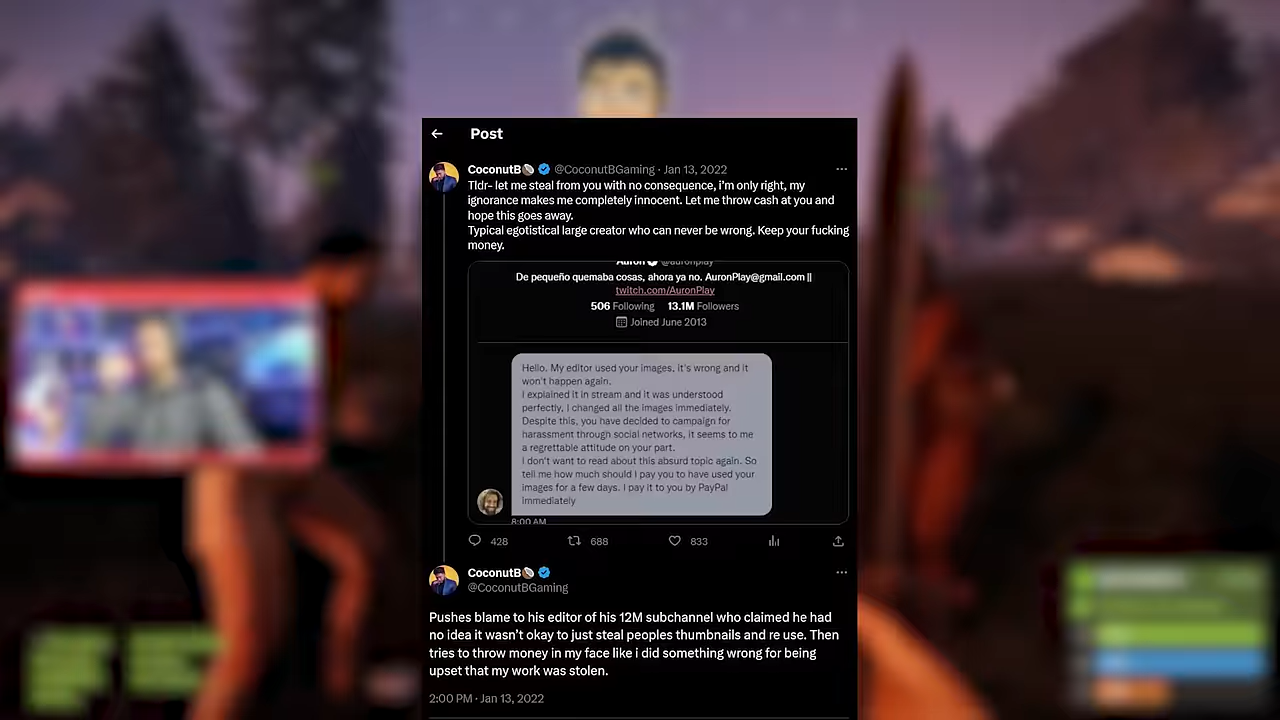 Post
CoconutB @CoconutBGaming · Jan 13, 2022
Tldr- let me steal from you with no consequence, i'm only right, my
ignorance makes me completely innocent. Let me throw cash at you and
hope this goes away.
Typical egotistical large creator who can never be wrong. Keep your fucking
money.
Auron @auronplay
De pequeño quemaba cosas, ahora ya no. AuronPlay@gmail.com ||
twitch.com/AuronPlay
506 Following 13.1M Followers
Joined June 2013
Hello. My editor used your images, it's wrong and it
won't happen again.
I explained it in stream and it was understood
perfectly, I changed all the images immediately.
Despite this, you have decided to campaign for
harassment through social networks, it seems to me
a regrettable attitude on your part.
I don't want to read about this absurd topic again. So
tell me how much should I pay you to have used your
images for a few days. I pay it to you by PayPal
immediately
8:00 AM
428 688 833
CoconutB
@CoconutBGaming
Pushes blame to his editor of his 12M subchannel who claimed he had
no idea it wasn't okay to just steal peoples thumbnails and re use. Then
tries to throw money in my face like i did something wrong for being
upset that my work was stolen.
2:00 PM · Jan 13, 2022